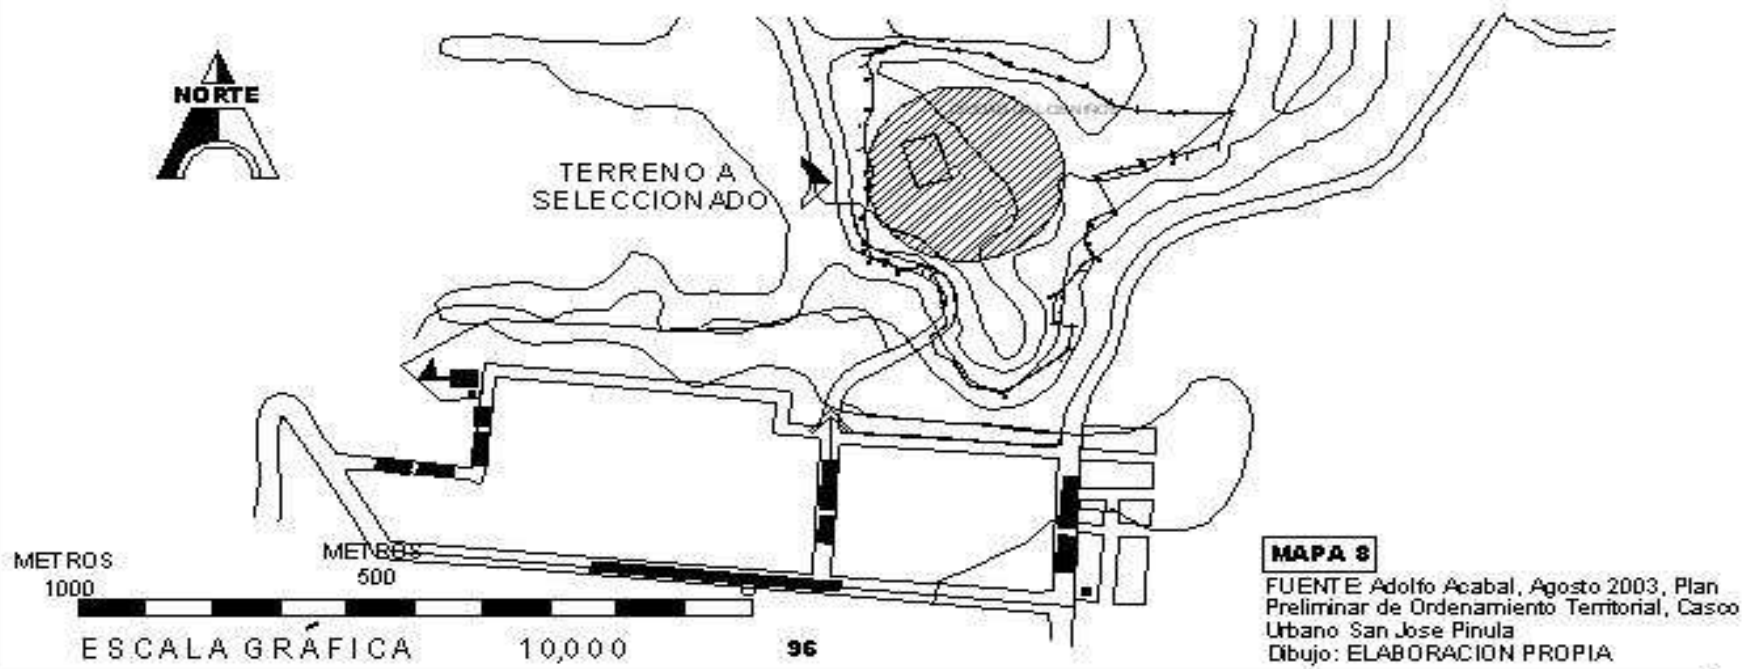 NORTE
TERRENO A
SELECCIONADO
METROS
1000
METROS
500
ESCALA GRÁFICA 10,000
96
MAPA 8
FUENTE: Adolfo Acabal, Agosto 2003, Plan
Preliminar de Ordenamiento Territorial, Casco
Urbano San Jose Pinula
Dibujo: ELABORACION PROPIA